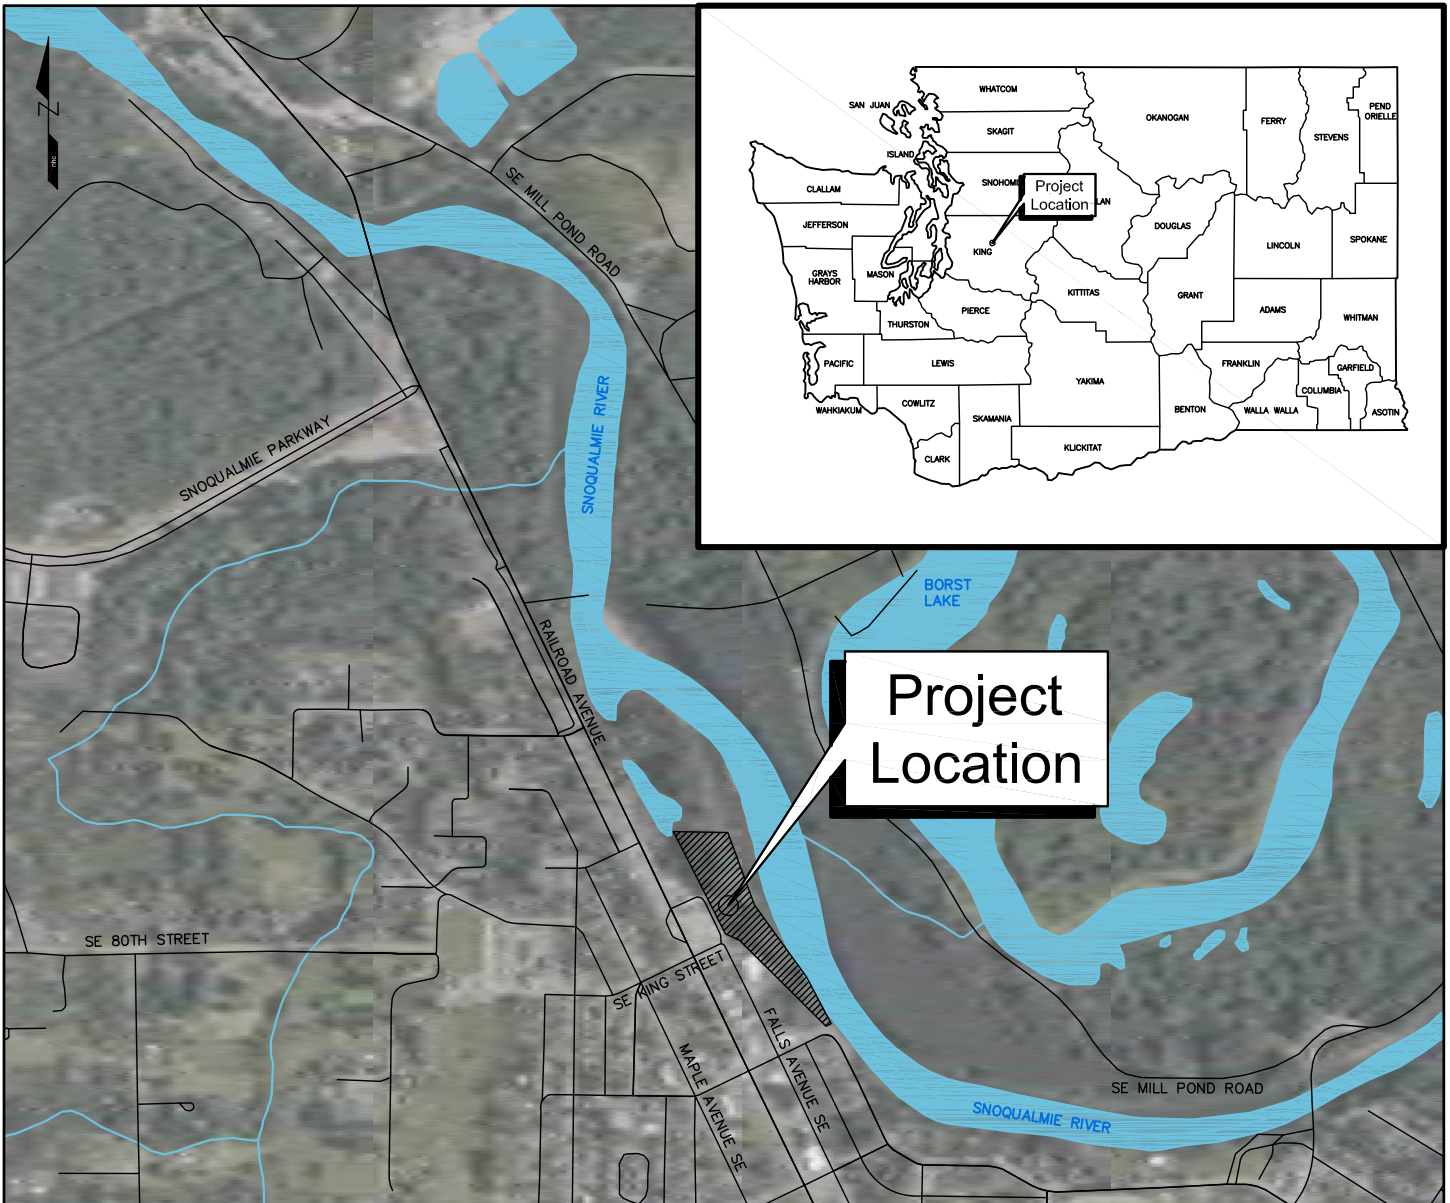 N
nhc
SE MILL POND ROAD
SNOQUALMIE RIVER
SNOQUALMIE PARKWAY
RAILROAD AVENUE
BORST
LAKE
Project
Location
SE 80TH STREET
SE KING STREET
MAPLE AVENUE SE
FALLS AVENUE SE
SE MILL POND ROAD
SNOQUALMIE RIVER
WHATCOM
SAN JUAN
SKAGIT
ISLAND
OKANOGAN
FERRY
STEVENS
PEND
ORIELLE
CLALLAM
SNOHOMI
Project
Location
LAN
JEFFERSON
DOUGLAS
LINCOLN
SPOKANE
KING
GRAYS
HARBOR
MASON
KITTITAS
GRANT
ADAMS
WHITMAN
THURSTON
PIERCE
PACIFIC
LEWIS
YAKIMA
FRANKLIN
GARFIELD
COLUMBIA
WAHKIAKUM
COWLITZ
SKAMANIA
BENTON
WALLA WALLA
ASOTIN
CLARK
KLICKITAT